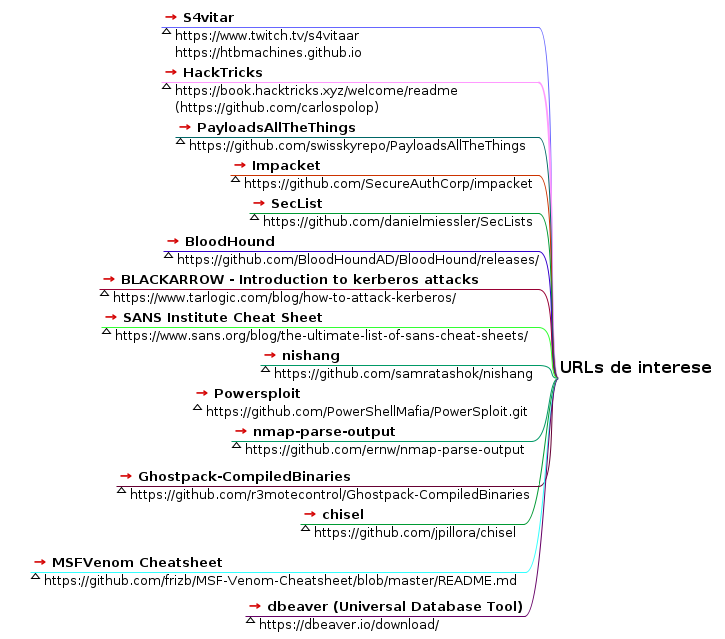 S4vitar
https://www.twitch.tv/s4vitaar
https://htbmachines.github.io
HackTricks
https://book.hacktricks.xyz/welcome/readme
(https://github.com/carlospolop)
PayloadsAllTheThings
https://github.com/swisskyrepo/PayloadsAllTheThings
Impacket
https://github.com/SecureAuthCorp/impacket
SecList
https://github.com/danielmiessler/SecLists
BloodHound
https://github.com/BloodHoundAD/BloodHound/releases/
BLACKARROW - Introduction to kerberos attacks
https://www.tarlogic.com/blog/how-to-attack-kerberos/
SANS Institute Cheat Sheet
https://www.sans.org/blog/the-ultimate-list-of-sans-cheat-sheets/
nishang
https://github.com/samratashok/nishang
URLs de interese
Powersploit
https://github.com/PowerShellMafia/PowerSploit.git
nmap-parse-output
https://github.com/ernw/nmap-parse-output
Ghostpack-CompiledBinaries
https://github.com/r3motecontrol/Ghostpack-CompiledBinaries
chisel
https://github.com/jpillora/chisel
MSFVenom Cheatsheet
https://github.com/frizb/MSF-Venom-Cheatsheet/blob/master/README.md
dbeaver (Universal Database Tool)
https://dbeaver.io/download/